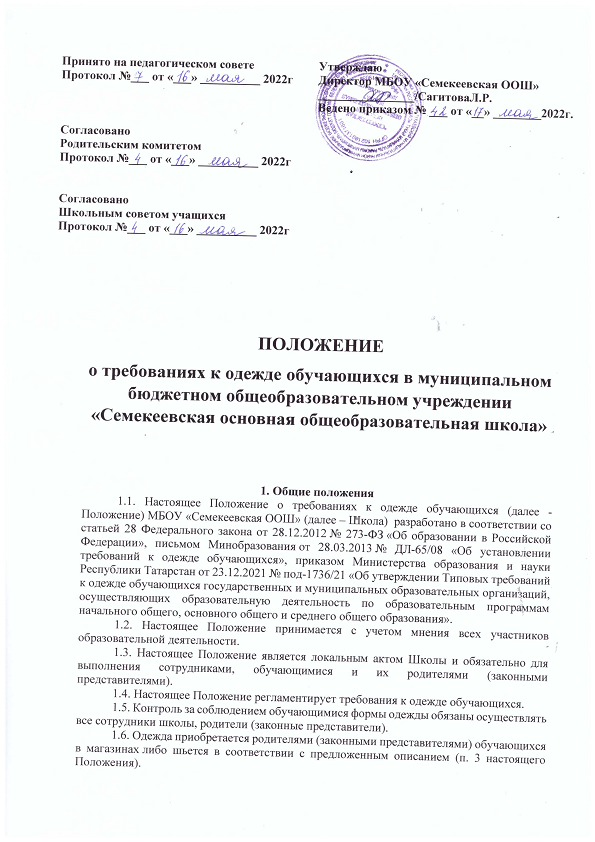 Принято на педагогическом совете
Протокол № 7 от «16» мая 2022г
Утверждаю
Директор МБОУ «Семекеевская ООШ»
/СагитоваЛ.Р.
Ведено приказом № 42 от «17» мая 2022г.
Согласовано
Родительским комитетом
Протокол № 4 от «16» мая 2022г
Согласовано
Школьным советом учащихся
Протокол № 4 от «16» мая 2022г
ПОЛОЖЕНИЕ
о требованиях к одежде обучающихся в муниципальном
бюджетном общеобразовательном учреждении
«Семекеевская основная общеобразовательная школа»
1. Общие положения
1.1. Настоящее Положение о требованиях к одежде обучающихся (далее -
Положение) МБОУ «Семекеевская ООШ» (далее – Школа) разработано в соответствии со
статьей 28 Федерального закона от 28.12.2012 № 273-ФЗ «Об образовании в Российской
Федерации», письмом Минобразования от 28.03.2013 № ДЛ-65/08 «Об установлении
требований к одежде обучающихся», приказом Министерства образования и науки
Республики Татарстан от 23.12.2021 № под-1736/21 «Об утверждении Типовых требований
к одежде обучающихся государственных и муниципальных образовательных организаций,
осуществляющих образовательную деятельность по образовательным программам
начального общего, основного общего и среднего общего образования».
1.2. Настоящее Положение принимается с учетом мнения всех участников
образовательной деятельности.
1.3. Настоящее Положение является локальным актом Школы и обязательно для
выполнения сотрудниками, обучающимися и их родителями (законными
представителями).
1.4. Настоящее Положение регламентирует требования к одежде обучающихся.
1.5. Контроль за соблюдением обучающимися формы одежды обязаны осуществлять
все сотрудники школы, родители (законные представители).
1.6. Одежда приобретается родителями (законными представителями) обучающихся
в магазинах либо шьется в соответствии с предложенным описанием (п. 3 настоящего
Положения).